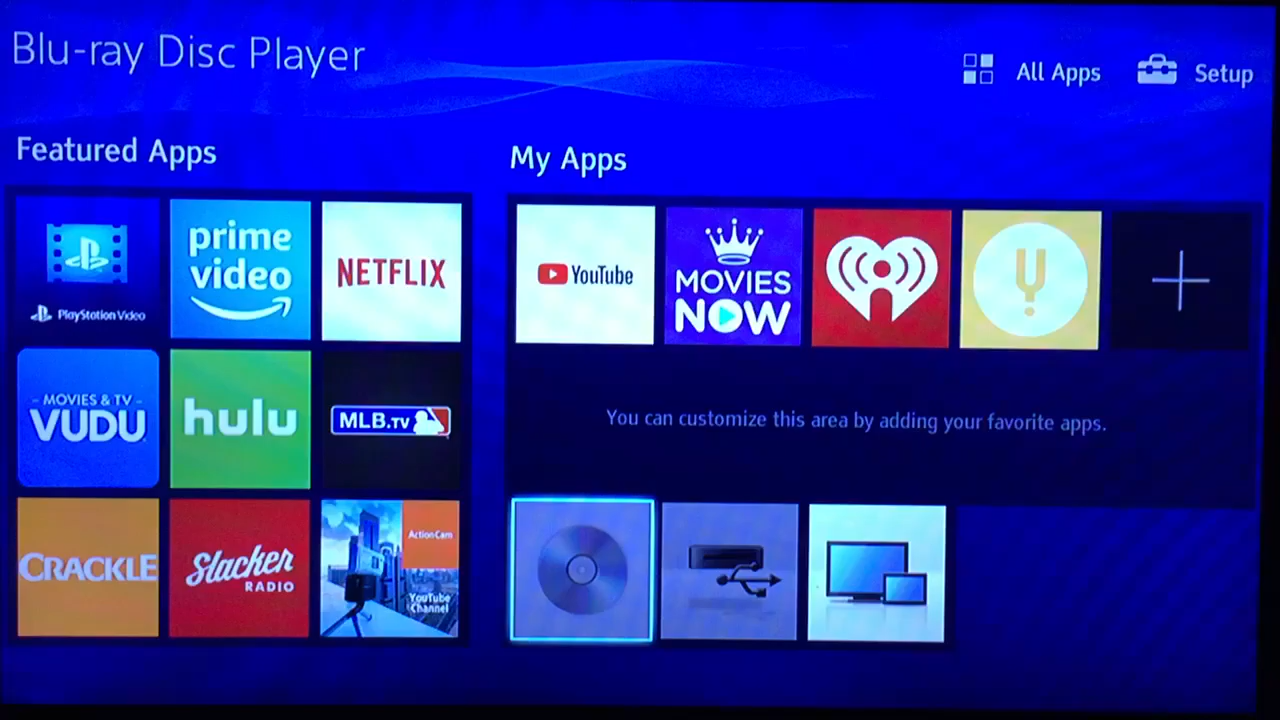 Blu-ray Disc Player
All Apps
Setup
Featured Apps
My Apps
PlayStation Video
prime
video
NETFLIX
YouTube
MOVIES
NOW
Y
- MOVIES & TV -
VUDU
hulu
MLB.TV
You can customize this area by adding your favorite apps.
CRACKLE
Slacker
RADIO
ActionCam
YouTube
Channel